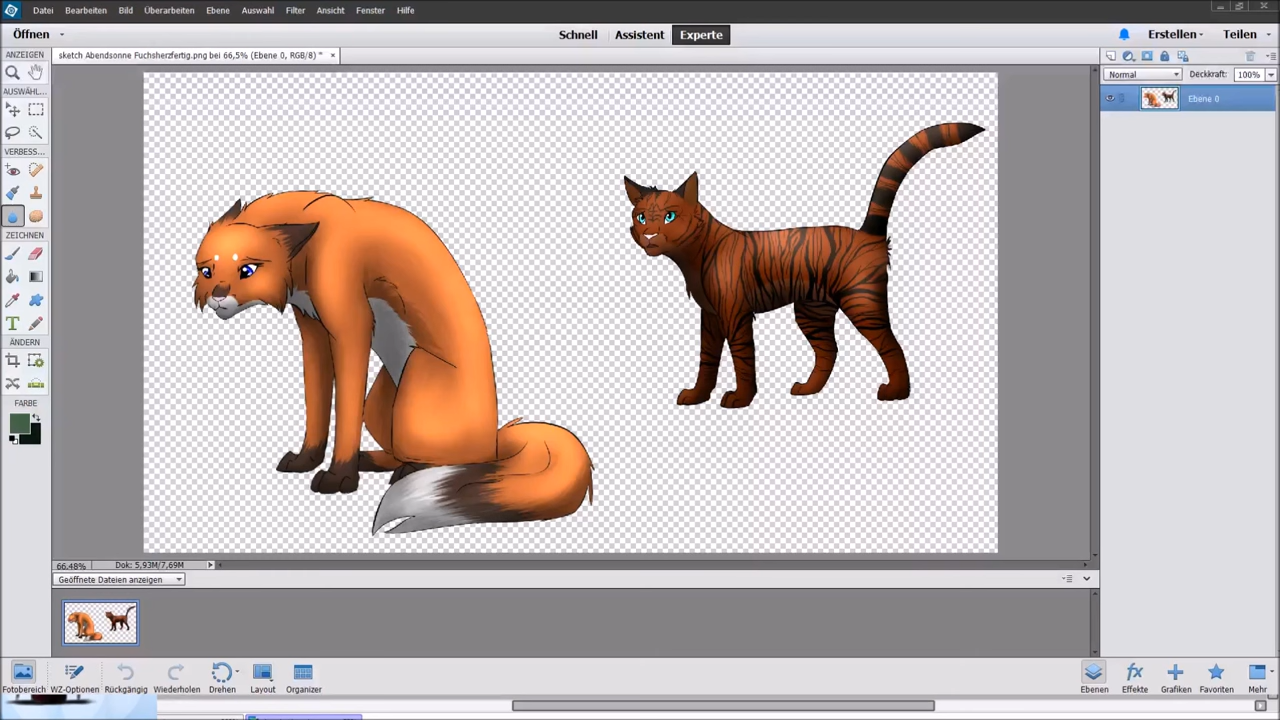 Datei Bearbeiten Bild Überarbeiten Ebene Auswahl Filter Ansicht Fenster Hilfe
Öffnen Schnell Assistent Experte Erstellen Teilen
ANZEIGEN
sketch Abendsonne Fuchsherzfertig.png bei 66,5% (Ebene 0, RGB/8) * ×
Normal Deckkraft: 100%
AUSWÄHL...
Ebene 0
VERBESS...
ZEICHNEN
ÄNDERN
FARBE
66.48% Dok: 5,93M/7,69M
Geöffnete Dateien anzeigen
Fotobereich WZ-Optionen Rückgängig Wiederholen Drehen Layout Organizer Ebenen Effekte Grafiken Favoriten Mehr